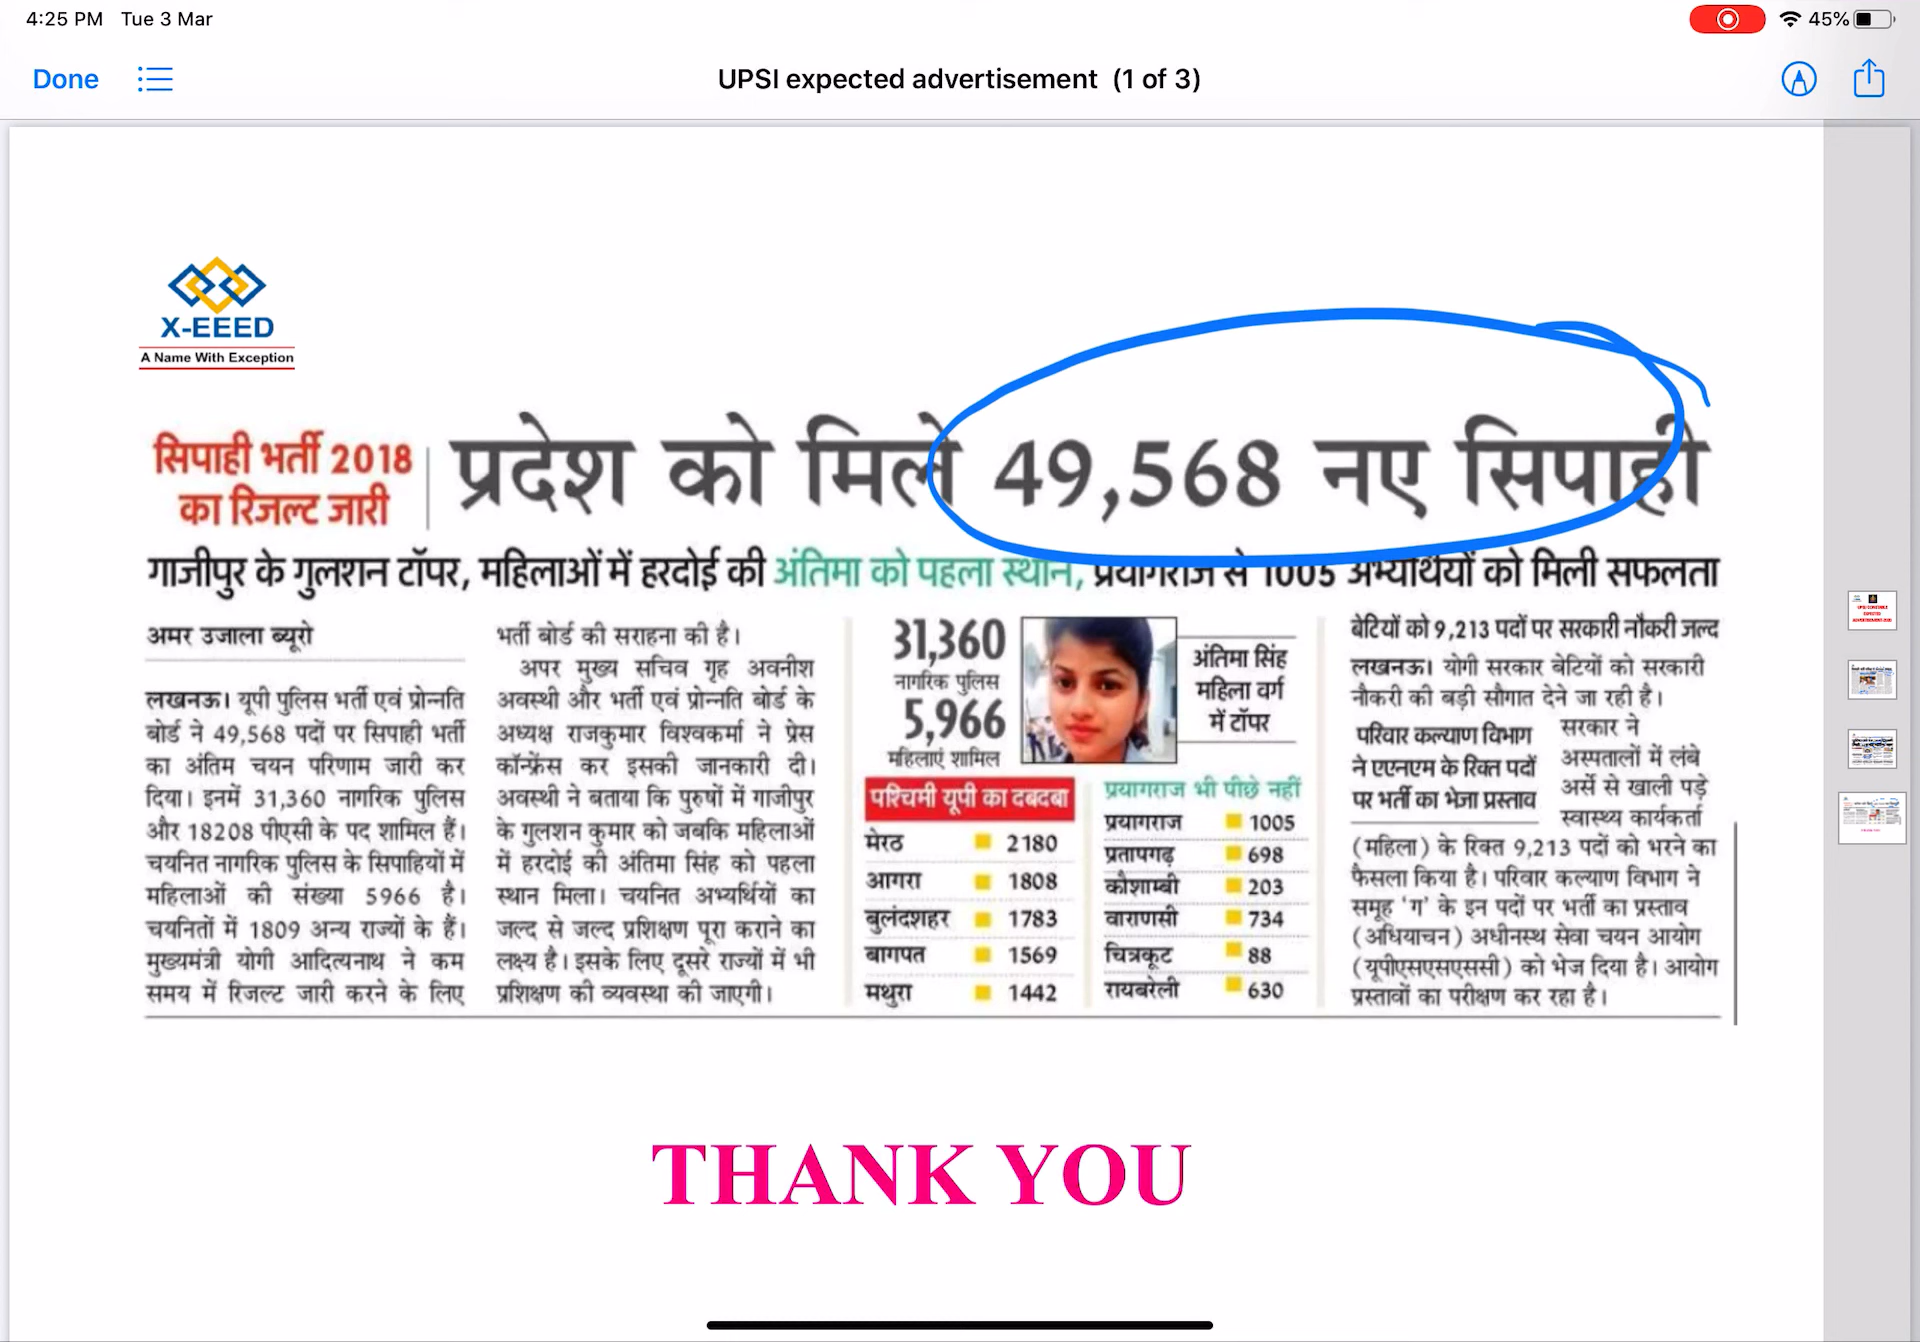 4:25 PM Tue 3 Mar
45%
Done
UPSI expected advertisement (1 of 3)
X-EEED
A Name With Exception
सिपाही भर्ती 2018
का रिजल्ट जारी
प्रदेश को मिले 49,568 नए सिपाही
गाजीपुर के गुलशन टॉपर, महिलाओं में हरदोई की अंतिमा को पहला स्थान, प्रयागराज से 1005 अभ्यर्थियों को मिली सफलता
अमर उजाला ब्यूरो
लखनऊ। यूपी पुलिस भर्ती एवं प्रोन्नति
बोर्ड ने 49,568 पदों पर सिपाही भर्ती
का अंतिम चयन परिणाम जारी कर
दिया। इनमें 31,360 नागरिक पुलिस
और 18208 पीएसी के पद शामिल हैं।
चयनित नागरिक पुलिस के सिपाहियों में
महिलाओं की संख्या 5966 है।
चयनितों में 1809 अन्य राज्यों के हैं।
मुख्यमंत्री योगी आदित्यनाथ ने कम
समय में रिजल्ट जारी करने के लिए
भर्ती बोर्ड की सराहना की है।
अपर मुख्य सचिव गृह अवनीश
अवस्थी और भर्ती एवं प्रोन्नति बोर्ड के
अध्यक्ष राजकुमार विश्वकर्मा ने प्रेस
कॉन्फ्रेंस कर इसकी जानकारी दी।
अवस्थी ने बताया कि पुरुषों में गाजीपुर
के गुलशन कुमार को जबकि महिलाओं
में हरदोई की अंतिमा सिंह को पहला
स्थान मिला। चयनित अभ्यर्थियों का
जल्द से जल्द प्रशिक्षण पूरा कराने का
लक्ष्य है। इसके लिए दूसरे राज्यों में भी
प्रशिक्षण की व्यवस्था की जाएगी।
31,360
नागरिक पुलिस
5,966
महिलाएं शामिल
अंतिमा सिंह
महिला वर्ग
में टॉपर
पश्चिमी यूपी का दबदबा
मेरठ 2180
आगरा 1808
बुलंदशहर 1783
बागपत 1569
मथुरा 1442
प्रयागराज भी पीछे नहीं
प्रयागराज 1005
प्रतापगढ़ 698
कौशाम्बी 203
वाराणसी 734
चित्रकूट 88
रायबरेली 630
बेटियों को 9,213 पदों पर सरकारी नौकरी जल्द
लखनऊ। योगी सरकार बेटियों को सरकारी
नौकरी की बड़ी सौगात देने जा रही है।
परिवार कल्याण विभाग
ने एएनएम के रिक्त पदों
पर भर्ती का भेजा प्रस्ताव
सरकार ने
अस्पतालों में लंबे
अर्से से खाली पड़े
स्वास्थ्य कार्यकर्ता
(महिला) के रिक्त 9,213 पदों को भरने का
फैसला किया है। परिवार कल्याण विभाग ने
समूह 'ग' के इन पदों पर भर्ती का प्रस्ताव
(अधियाचन) अधीनस्थ सेवा चयन आयोग
(यूपीएसएसएससी) को भेज दिया है। आयोग
प्रस्तावों का परीक्षण कर रहा है।
THANK YOU